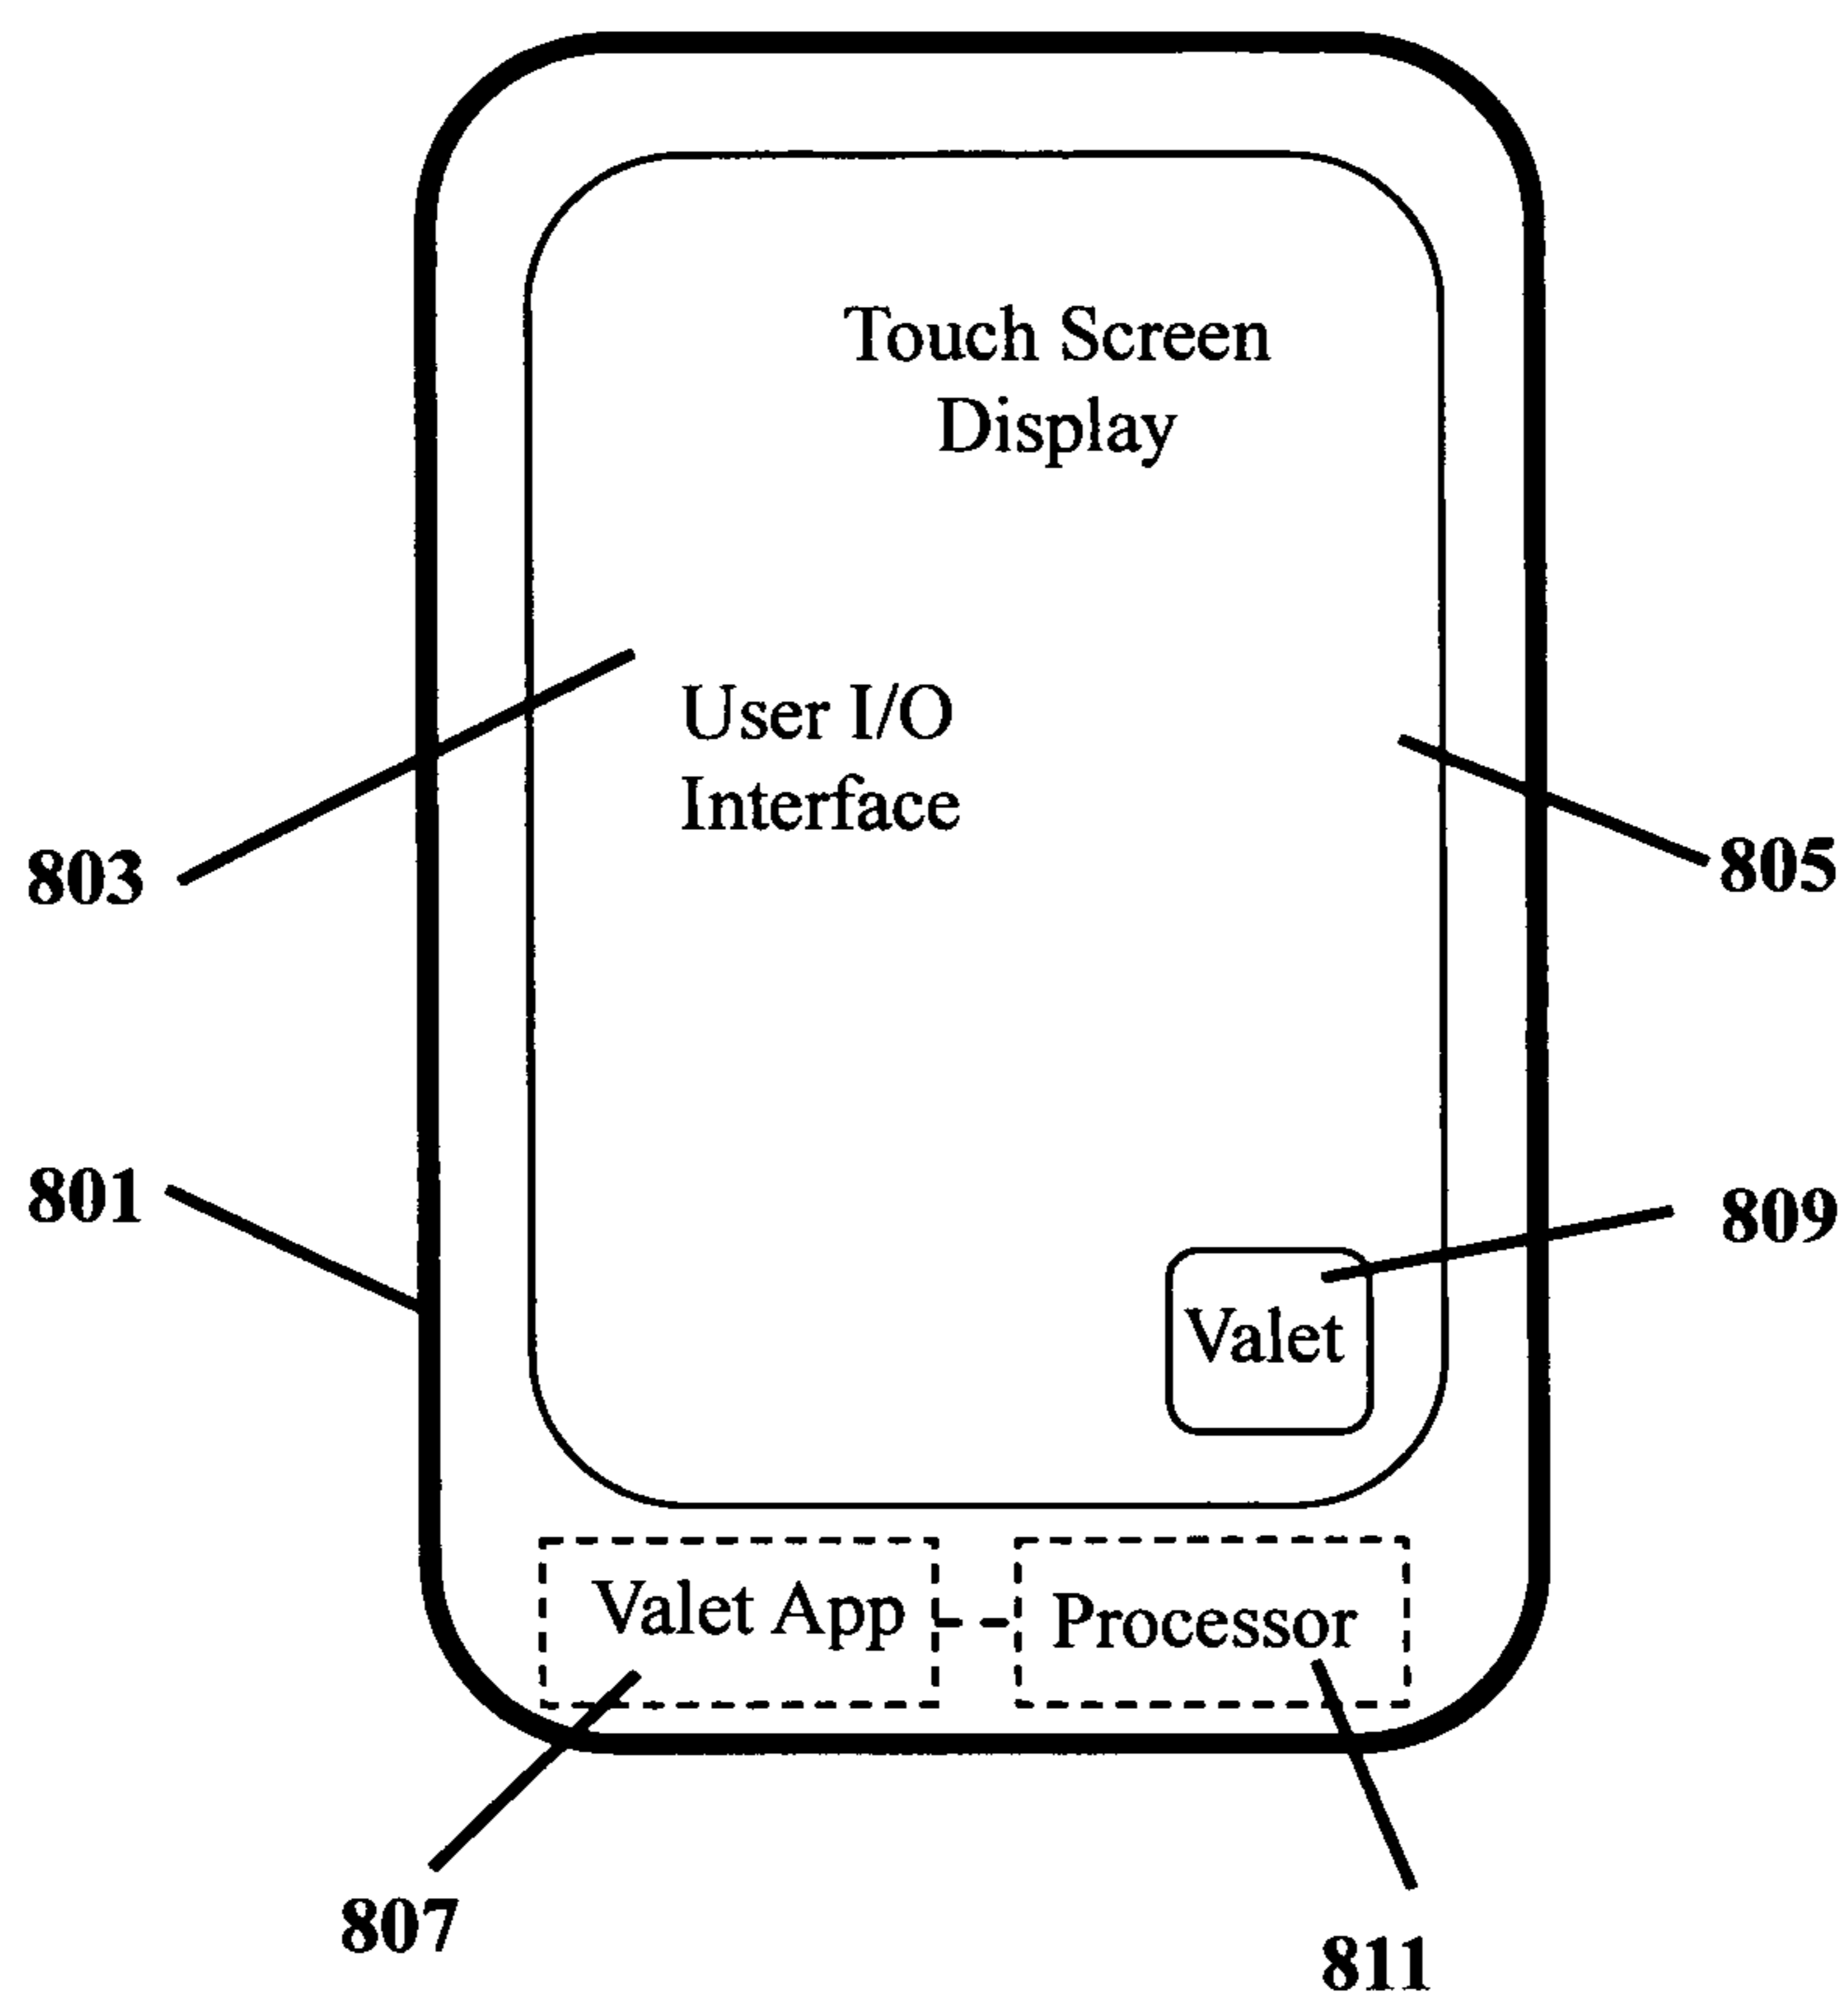 Touch Screen
Display
User I/O
Interface
803
805
801
809
Valet
Valet App
Processor
807
811